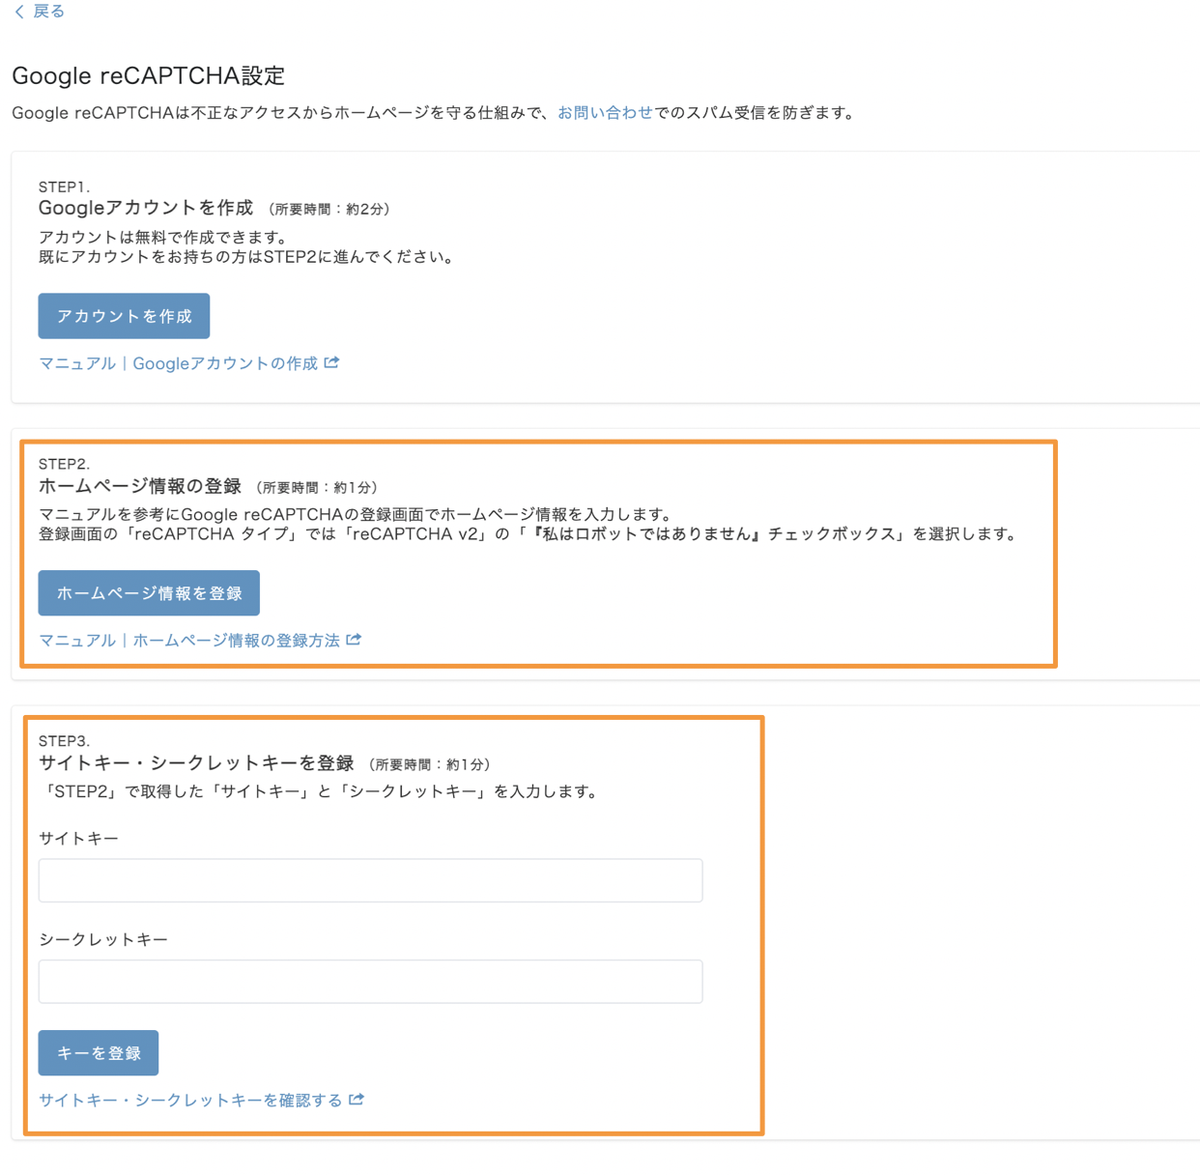 戻る
Google reCAPTCHA設定
Google reCAPTCHAは不正なアクセスからホームページを守る仕組みで、お問い合わせでのスパム受信を防ぎます。
STEP1.
Googleアカウントを作成 （所要時間：約2分）
アカウントは無料で作成できます。
既にアカウントをお持ちの方はSTEP2に進んでください。
アカウントを作成
マニュアル｜Googleアカウントの作成
STEP2.
ホームページ情報の登録 （所要時間：約1分）
マニュアルを参考にGoogle reCAPTCHAの登録画面でホームページ情報を入力します。
登録画面の「reCAPTCHA タイプ」では「reCAPTCHA v2」の「『私はロボットではありません』チェックボックス」を選択します。
ホームページ情報を登録
マニュアル｜ホームページ情報の登録方法
STEP3.
サイトキー・シークレットキーを登録 （所要時間：約1分）
「STEP2」で取得した「サイトキー」と「シークレットキー」を入力します。
サイトキー
シークレットキー
キーを登録
サイトキー・シークレットキーを確認する